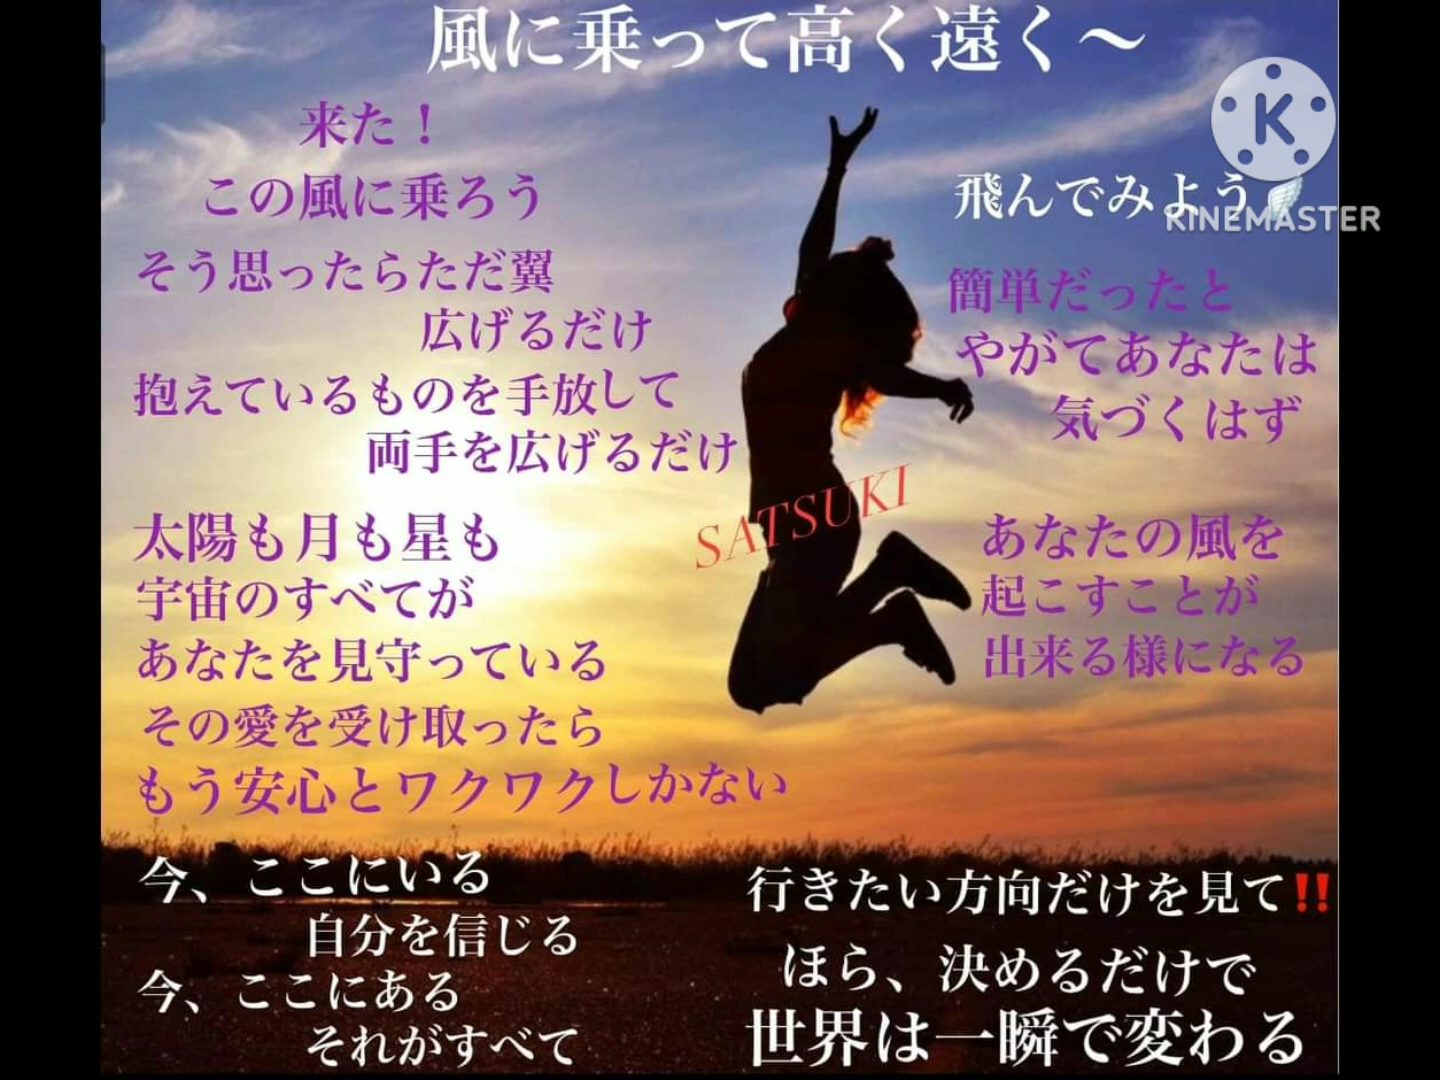 風に乗って高く遠く〜
来た！
この風に乗ろう
そう思ったらただ翼
広げるだけ
抱えているものを手放して
両手を広げるだけ
太陽も月も星も
宇宙のすべてが
あなたを見守っている
その愛を受け取ったら
もう安心とワクワクしかない
今、ここにいる
自分を信じる
今、ここにある
それがすべて
SATSUKI
K
KINEMASTER
飛んでみよう🪽
簡単だったと
やがてあなたは
気づくはず
あなたの風を
起こすことが
出来る様になる
行きたい方向だけを見て‼️
ほら、決めるだけで
世界は一瞬で変わる